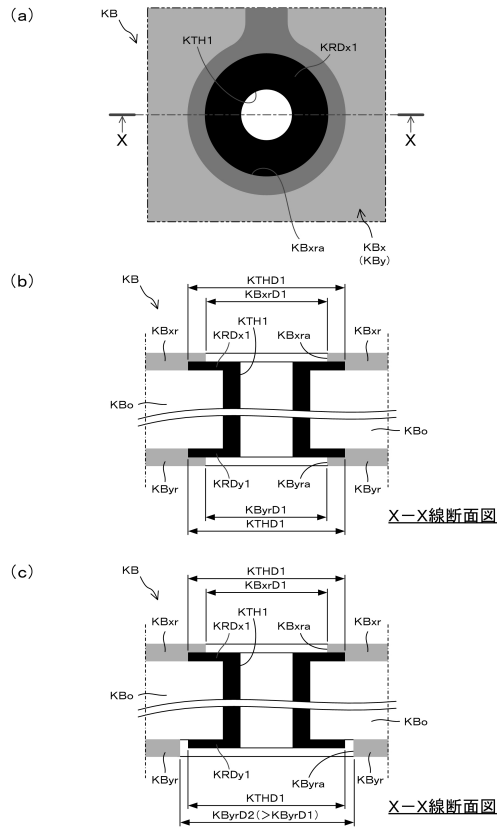 (a)
KB
KTH1
KRDx1
X
X
KBxra
KBx
(KBy)
(b)
KB
KTHD1
KBxrD1
KTH1
KBxr
KRDx1
KBxra
KBxr
KBo
KBo
KByr
KRDy1
KByra
KByr
KByrD1
KTHD1
X－X線断面図
(c)
KB
KTHD1
KBxrD1
KTH1
KBxr
KRDx1
KBxra
KBxr
KBo
KBo
KByr
KRDy1
KByra
KByr
KTHD1
KByrD2(>KByrD1)
X－X線断面図